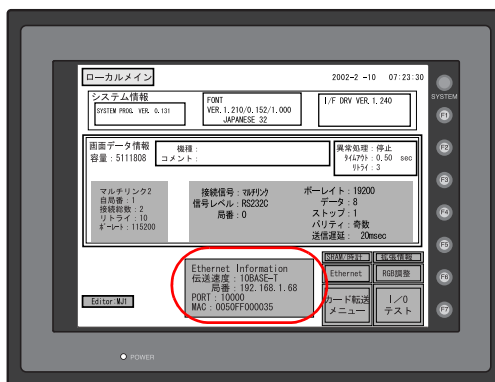 ローカルメイン
2002-2 -10 07:23:30
SYSTEM
システム情報
SYSTEM PROG. VER. 0.131
FONT
VER.1.210/0.152/1.000
JAPANESE 32
I/F DRV VER.1.240
F1
画面データ情報
容量:5111808
機種:
コメント:
異常処理:停止
タイムアウト:0.50 sec
リトライ:3
F2
F3
マルチリンク2
自局番:1
接続総数:2
リトライ:10
ボーレート:115200
接続信号:マルチリンク
信号レベル:RS232C
局番:0
ボーレイト:19200
データ:8
ストップ:1
パリティ:奇数
送信遅延: 20msec
F4
F5
Ethernet Information
伝送速度:10BASE-T
局番:192.168.1.68
PORT:10000
MAC:0050FF000035
SRAM/時計
拡張情報
Ethernet
RGB調整
F6
Editor:MJ1
カード転送
メニュー
I/O
テスト
F7
POWER